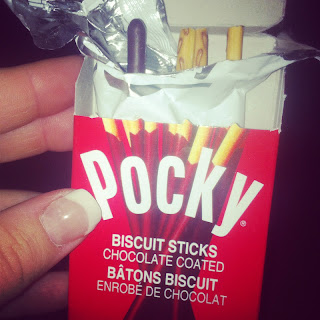 Pocky®
BISCUIT STICKS
CHOCOLATE COATED
BÂTONS BISCUIT
ENROBÉ DE CHOCOLAT